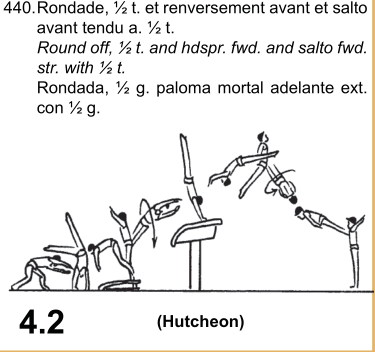 440.Rondade, ½ t. et renversement avant et salto
avant tendu a. ½ t.
Round off, ½ t. and hdspr. fwd. and salto fwd.
str. with ½ t.
Rondada, ½ g. paloma mortal adelante ext.
con ½ g.
4.2
(Hutcheon)